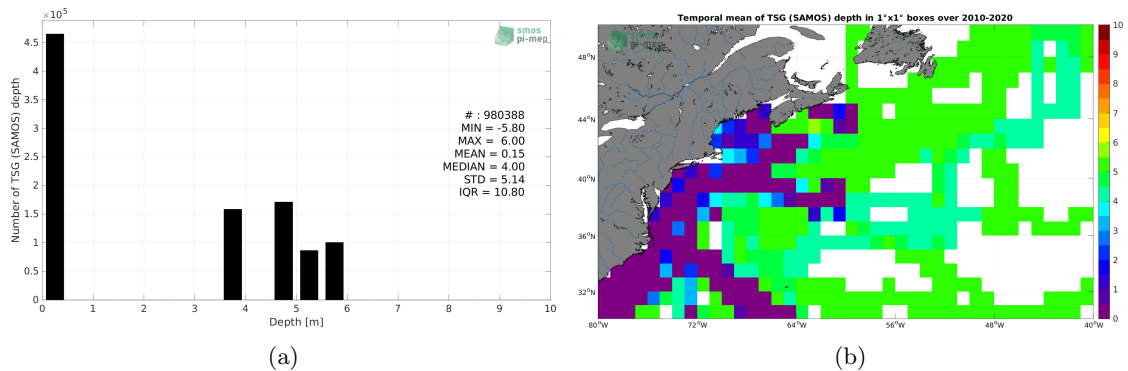 ×10⁵
4.5
4
3.5
3
2.5
2
1.5
1
0.5
0
Number of TSG (SAMOS) depth
smos
pi-mep
# : 980388
MIN = -5.80
MAX = 6.00
MEAN = 0.15
MEDIAN = 4.00
STD = 5.14
IQR = 10.80
0 1 2 3 4 5 6 7 8 9 10
Depth [m]
(a)
Temporal mean of TSG (SAMOS) depth in 1°x1° boxes over 2010-2020
smos
pi-mep
48°N
44°N
40°N
36°N
32°N
80°W 72°W 64°W 56°W 48°W 40°W
10
9
8
7
6
5
4
3
2
1
0
(b)